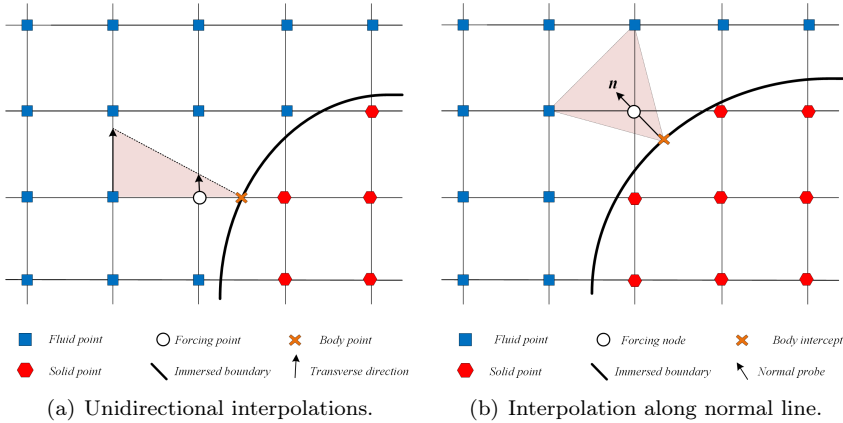 n
Fluid point
Forcing point
Body point
Solid point
Immersed boundary
Transverse direction
(a) Unidirectional interpolations.
Fluid point
Forcing node
Body intercept
Solid point
Immersed boundary
Normal probe
(b) Interpolation along normal line.